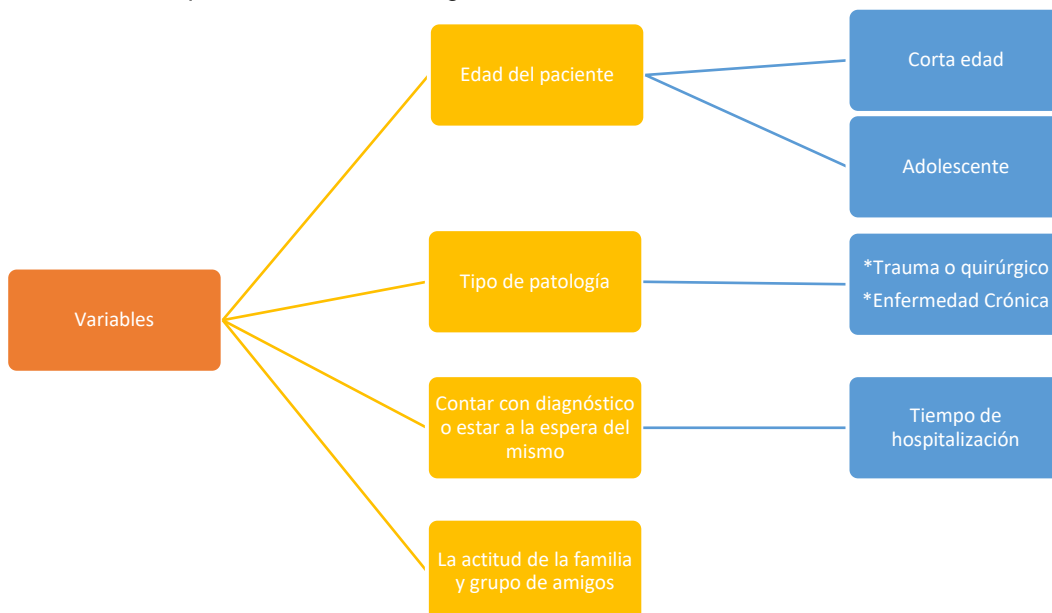 Edad del paciente
Corta edad
Adolescente
Variables
Tipo de patología
*Trauma o quirúrgico
*Enfermedad Crónica
Contar con diagnóstico
o estar a la espera del
mismo
Tiempo de
hospitalización
La actitud de la familia
y grupo de amigos